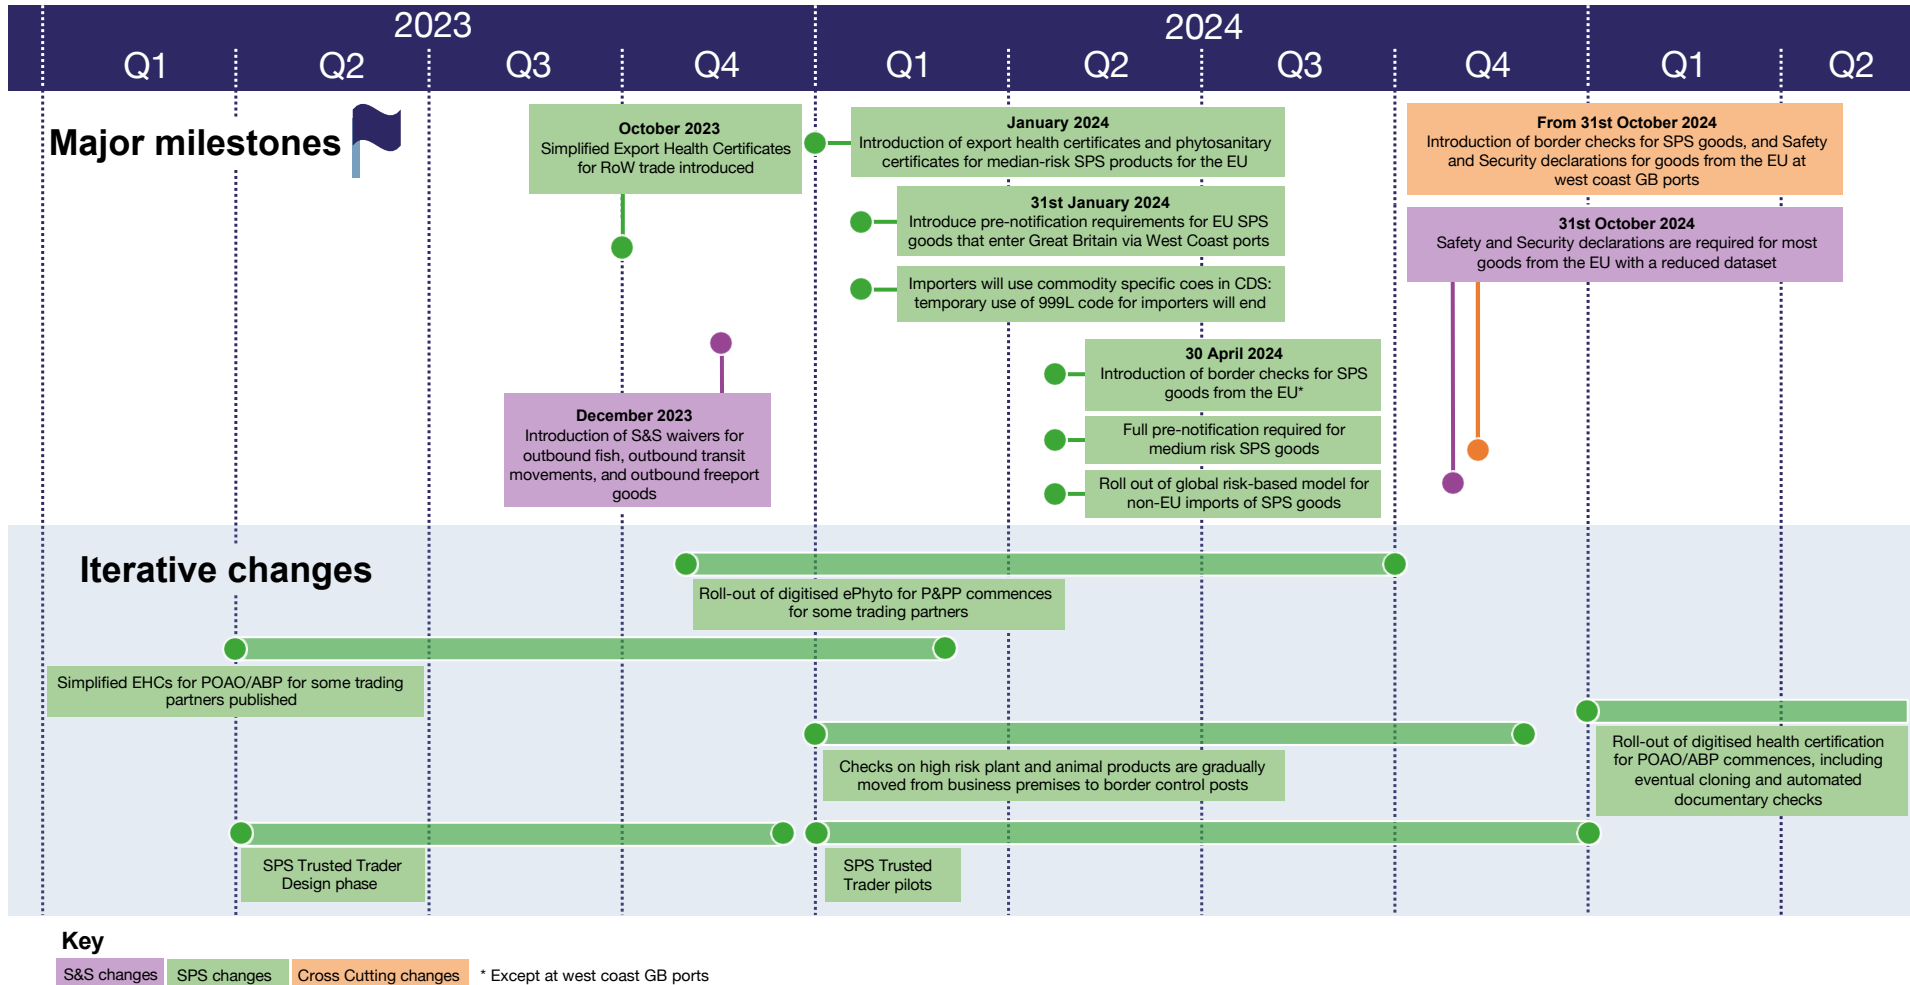 2023
2024
Q1
Q2
Q3
Q4
Q1
Q2
Q3
Q4
Q1
Q2
Major milestones
October 2023
Simplified Export Health Certificates
for RoW trade introduced
December 2023
Introduction of S&S waivers for
outbound fish, outbound transit
movements, and outbound freeport
goods
January 2024
Introduction of export health certificates and phytosanitary
certificates for median-risk SPS products for the EU
31st January 2024
Introduce pre-notification requirements for EU SPS
goods that enter Great Britain via West Coast ports
Importers will use commodity specific coes in CDS:
temporary use of 999L code for importers will end
30 April 2024
Introduction of border checks for SPS
goods from the EU*
Full pre-notification required for
medium risk SPS goods
Roll out of global risk-based model for
non-EU imports of SPS goods
From 31st October 2024
Introduction of border checks for SPS goods, and Safety
and Security declarations for goods from the EU at
west coast GB ports
31st October 2024
Safety and Security declarations are required for most
goods from the EU with a reduced dataset
Iterative changes
Roll-out of digitised ePhyto for P&PP commences
for some trading partners
Simplified EHCs for POAO/ABP for some trading
partners published
Checks on high risk plant and animal products are gradually
moved from business premises to border control posts
Roll-out of digitised health certification
for POAO/ABP commences, including
eventual cloning and automated
documentary checks
SPS Trusted Trader
Design phase
SPS Trusted
Trader pilots
Key
S&S changes
SPS changes
Cross Cutting changes
* Except at west coast GB ports